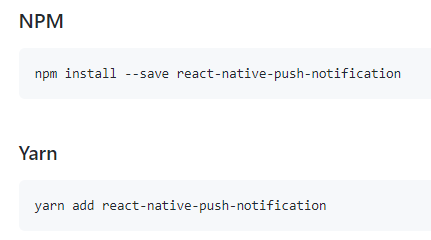 NPM
npm install --save react-native-push-notification
Yarn
yarn add react-native-push-notification